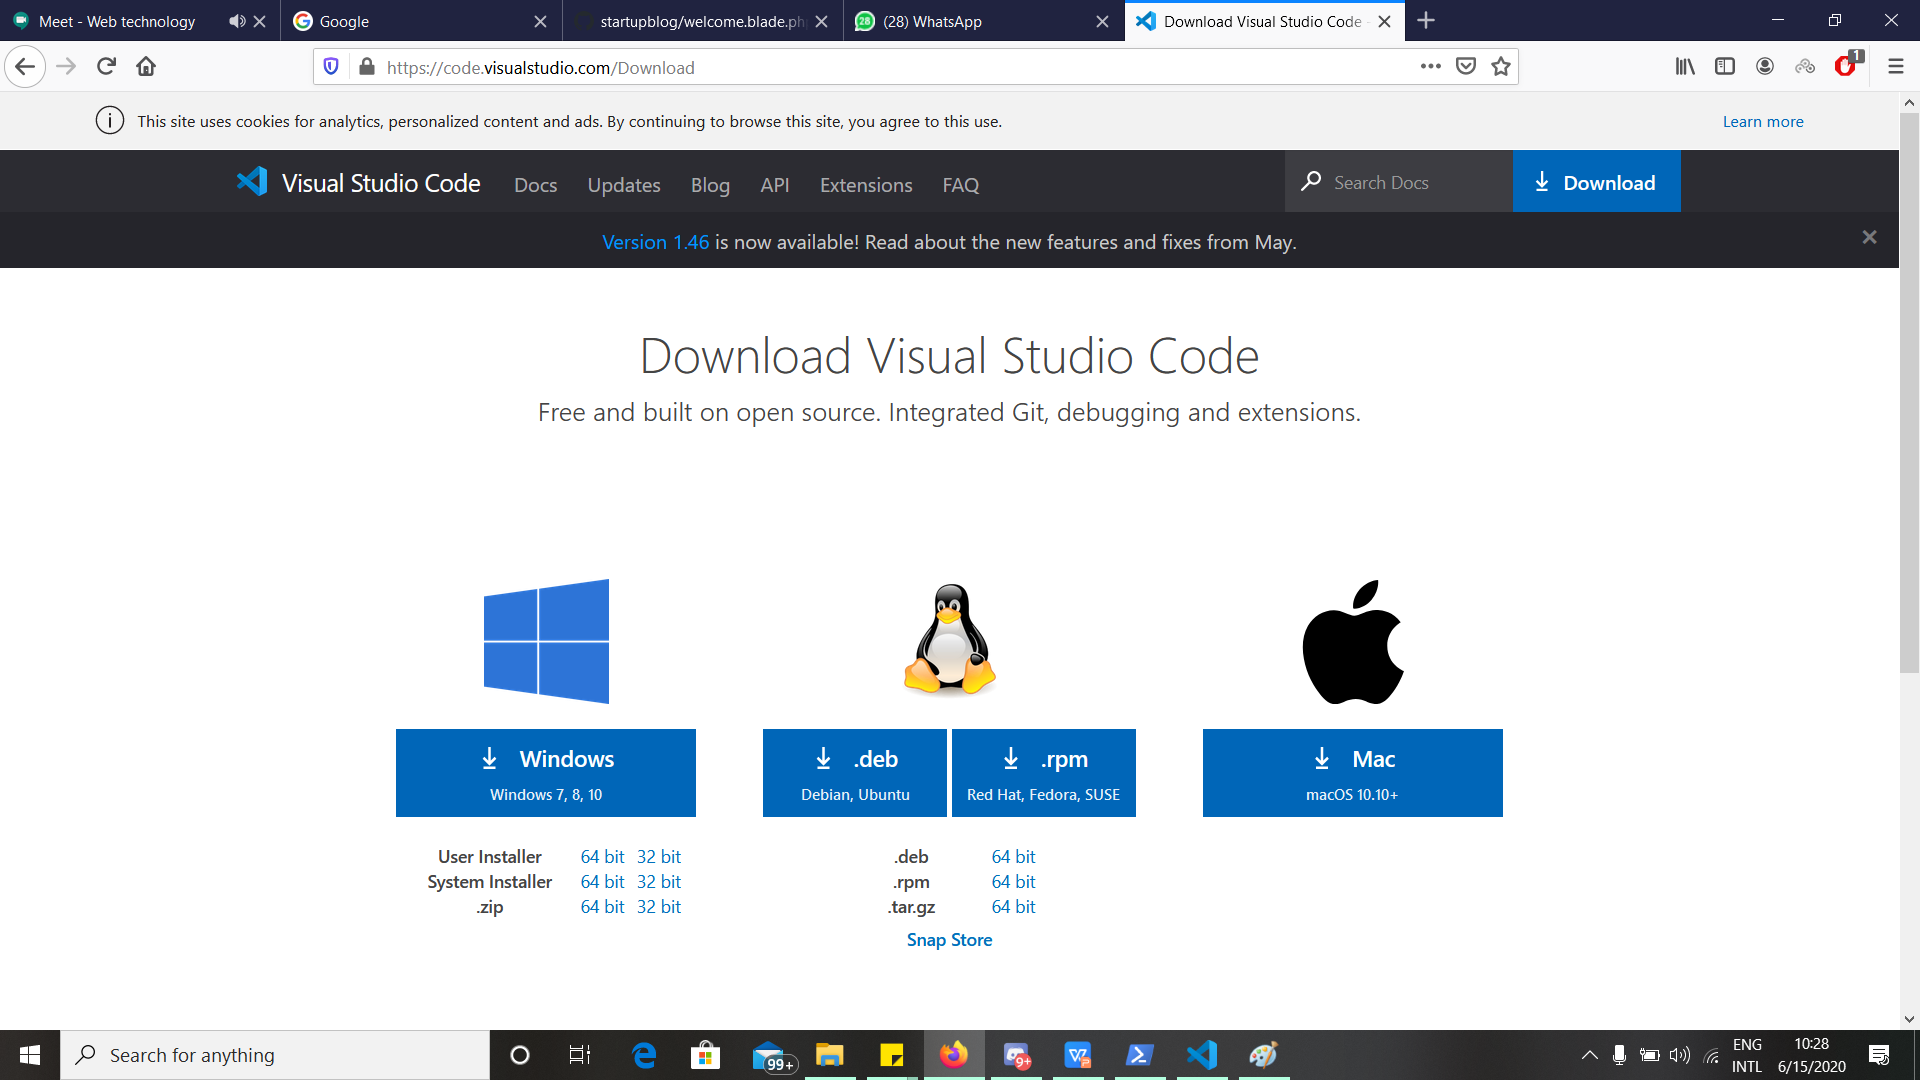 Meet - Web technology
Google
startupblog/welcome.blade.ph
(28) WhatsApp
Download Visual Studio Code
https://code.visualstudio.com/Download
1
This site uses cookies for analytics, personalized content and ads. By continuing to browse this site, you agree to this use.
Learn more
Visual Studio Code
Docs
Updates
Blog
API
Extensions
FAQ
Search Docs
Download
Version 1.46 is now available! Read about the new features and fixes from May.
Download Visual Studio Code
Free and built on open source. Integrated Git, debugging and extensions.
Windows
Windows 7, 8, 10
.deb
Debian, Ubuntu
.rpm
Red Hat, Fedora, SUSE
Mac
macOS 10.10+
User Installer 64 bit 32 bit
System Installer 64 bit 32 bit
.zip 64 bit 32 bit
.deb 64 bit
.rpm 64 bit
.tar.gz 64 bit
Snap Store
Search for anything
99+
9+
ENG
INTL
10:28
6/15/2020